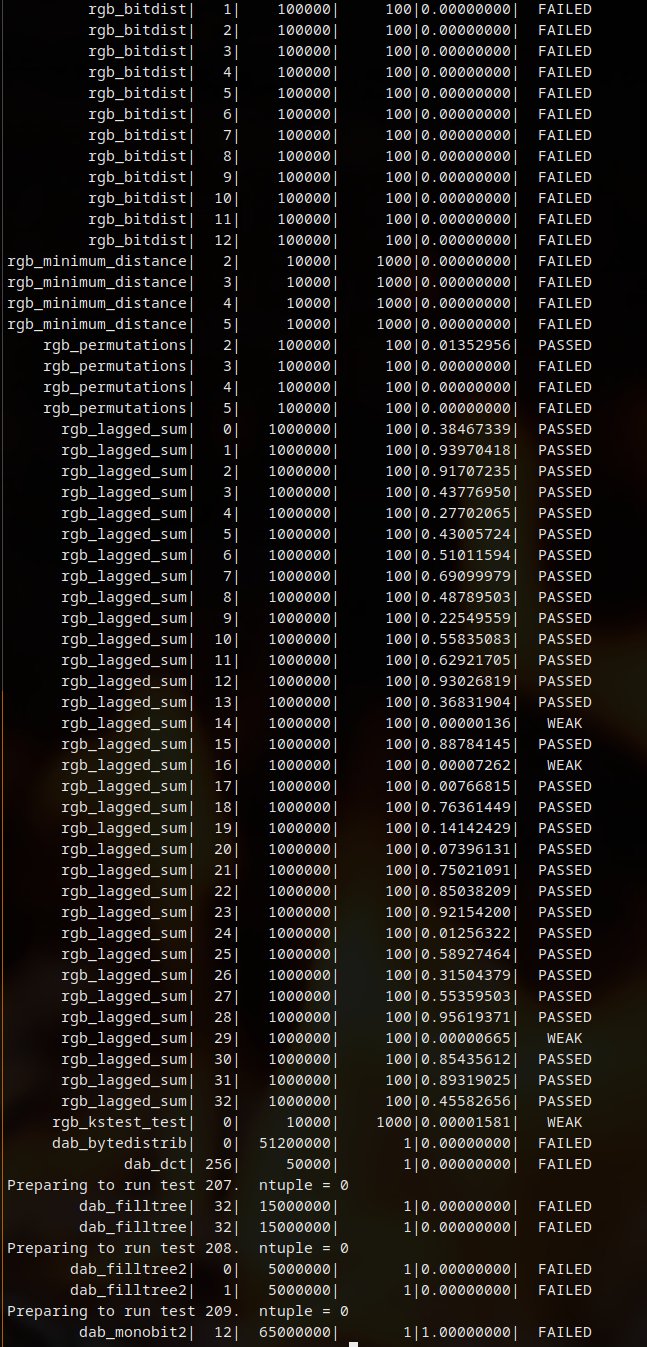 rgb_bitdist|   1|    100000|     100|0.00000000|  FAILED
rgb_bitdist|   2|    100000|     100|0.00000000|  FAILED
rgb_bitdist|   3|    100000|     100|0.00000000|  FAILED
rgb_bitdist|   4|    100000|     100|0.00000000|  FAILED
rgb_bitdist|   5|    100000|     100|0.00000000|  FAILED
rgb_bitdist|   6|    100000|     100|0.00000000|  FAILED
rgb_bitdist|   7|    100000|     100|0.00000000|  FAILED
rgb_bitdist|   8|    100000|     100|0.00000000|  FAILED
rgb_bitdist|   9|    100000|     100|0.00000000|  FAILED
rgb_bitdist|  10|    100000|     100|0.00000000|  FAILED
rgb_bitdist|  11|    100000|     100|0.00000000|  FAILED
rgb_bitdist|  12|    100000|     100|0.00000000|  FAILED
rgb_minimum_distance|   2|     10000|    1000|0.00000000|  FAILED
rgb_minimum_distance|   3|     10000|    1000|0.00000000|  FAILED
rgb_minimum_distance|   4|     10000|    1000|0.00000000|  FAILED
rgb_minimum_distance|   5|     10000|    1000|0.00000000|  FAILED
rgb_permutations|   2|    100000|     100|0.01352956|  PASSED
rgb_permutations|   3|    100000|     100|0.00000000|  FAILED
rgb_permutations|   4|    100000|     100|0.00000000|  FAILED
rgb_permutations|   5|    100000|     100|0.00000000|  FAILED
rgb_lagged_sum|   0|   1000000|     100|0.38467339|  PASSED
rgb_lagged_sum|   1|   1000000|     100|0.93970418|  PASSED
rgb_lagged_sum|   2|   1000000|     100|0.91707235|  PASSED
rgb_lagged_sum|   3|   1000000|     100|0.43776950|  PASSED
rgb_lagged_sum|   4|   1000000|     100|0.27702065|  PASSED
rgb_lagged_sum|   5|   1000000|     100|0.43005724|  PASSED
rgb_lagged_sum|   6|   1000000|     100|0.51011594|  PASSED
rgb_lagged_sum|   7|   1000000|     100|0.69099979|  PASSED
rgb_lagged_sum|   8|   1000000|     100|0.48789503|  PASSED
rgb_lagged_sum|   9|   1000000|     100|0.22549559|  PASSED
rgb_lagged_sum|  10|   1000000|     100|0.55835083|  PASSED
rgb_lagged_sum|  11|   1000000|     100|0.62921705|  PASSED
rgb_lagged_sum|  12|   1000000|     100|0.93026819|  PASSED
rgb_lagged_sum|  13|   1000000|     100|0.36831904|  PASSED
rgb_lagged_sum|  14|   1000000|     100|0.00000136|   WEAK
rgb_lagged_sum|  15|   1000000|     100|0.88784145|  PASSED
rgb_lagged_sum|  16|   1000000|     100|0.00007262|   WEAK
rgb_lagged_sum|  17|   1000000|     100|0.00766815|  PASSED
rgb_lagged_sum|  18|   1000000|     100|0.76361449|  PASSED
rgb_lagged_sum|  19|   1000000|     100|0.14142429|  PASSED
rgb_lagged_sum|  20|   1000000|     100|0.07396131|  PASSED
rgb_lagged_sum|  21|   1000000|     100|0.75021091|  PASSED
rgb_lagged_sum|  22|   1000000|     100|0.85038209|  PASSED
rgb_lagged_sum|  23|   1000000|     100|0.92154200|  PASSED
rgb_lagged_sum|  24|   1000000|     100|0.01256322|  PASSED
rgb_lagged_sum|  25|   1000000|     100|0.58927464|  PASSED
rgb_lagged_sum|  26|   1000000|     100|0.31504379|  PASSED
rgb_lagged_sum|  27|   1000000|     100|0.55359503|  PASSED
rgb_lagged_sum|  28|   1000000|     100|0.95619371|  PASSED
rgb_lagged_sum|  29|   1000000|     100|0.00000665|   WEAK
rgb_lagged_sum|  30|   1000000|     100|0.85435612|  PASSED
rgb_lagged_sum|  31|   1000000|     100|0.89319025|  PASSED
rgb_lagged_sum|  32|   1000000|     100|0.45582656|  PASSED
rgb_kstest_test|   0|     10000|    1000|0.00001581|   WEAK
dab_bytedistrib|   0|  51200000|       1|0.00000000|  FAILED
dab_dct| 256|     50000|       1|0.00000000|  FAILED
Preparing to run test 207.  ntuple = 0
dab_filltree|  32|  15000000|       1|0.00000000|  FAILED
dab_filltree|  32|  15000000|       1|0.00000000|  FAILED
Preparing to run test 208.  ntuple = 0
dab_filltree2|   0|   5000000|       1|0.00000000|  FAILED
dab_filltree2|   1|   5000000|       1|0.00000000|  FAILED
Preparing to run test 209.  ntuple = 0
dab_monobit2|  12|  65000000|       1|1.00000000|  FAILED